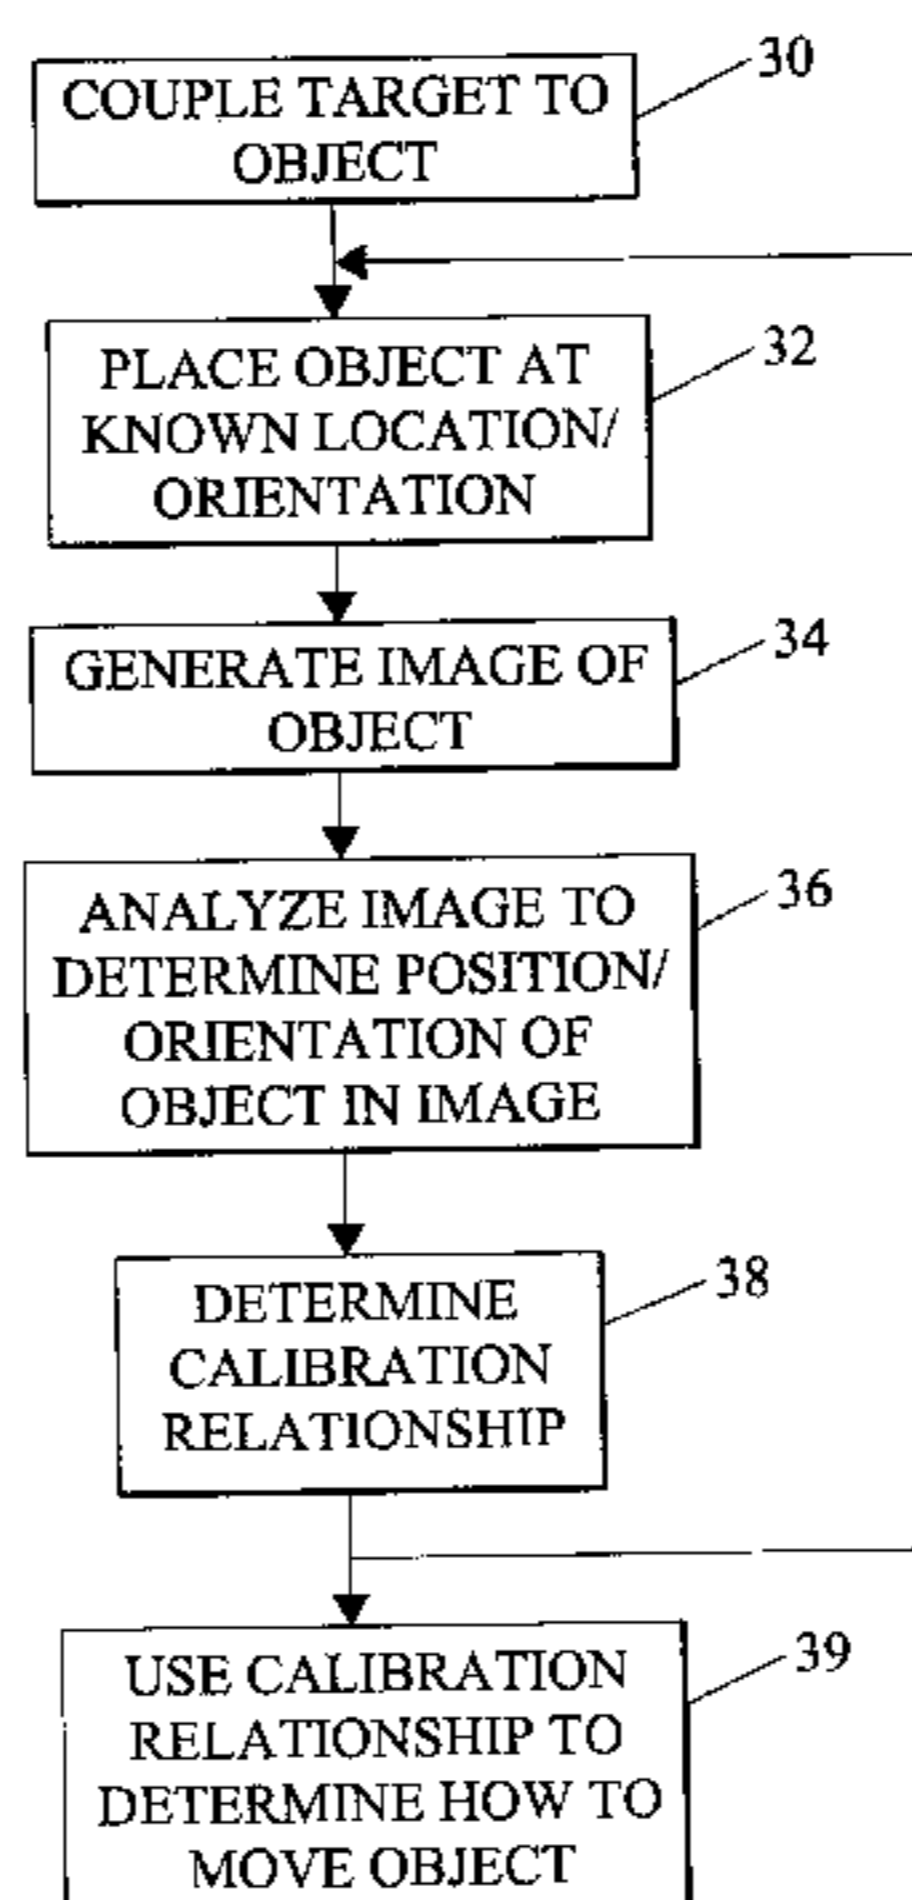 30
COUPLE TARGET TO
OBJECT
32
PLACE OBJECT AT
KNOWN LOCATION/
ORIENTATION
34
GENERATE IMAGE OF
OBJECT
36
ANALYZE IMAGE TO
DETERMINE POSITION/
ORIENTATION OF
OBJECT IN IMAGE
38
DETERMINE
CALIBRATION
RELATIONSHIP
39
USE CALIBRATION
RELATIONSHIP TO
DETERMINE HOW TO
MOVE OBJECT